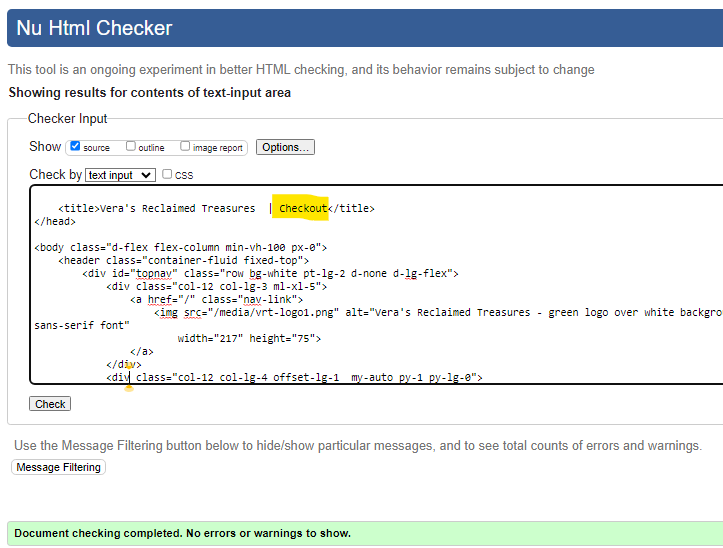 Nu Html Checker
This tool is an ongoing experiment in better HTML checking, and its behavior remains subject to change
Showing results for contents of text-input area
Checker Input
Show source outline image report Options...
Check by text input CSS
<title>Vera's Reclaimed Treasures | Checkout</title>
</head>
<body class="d-flex flex-column min-vh-100 px-0">
<header class="container-fluid fixed-top">
<div id="topnav" class="row bg-white pt-lg-2 d-none d-lg-flex">
<div class="col-12 col-lg-3 ml-xl-5">
<a href="/" class="nav-link">
<img src="/media/vrt-logo1.png" alt="Vera's Reclaimed Treasures - green logo over white backgro
sans-serif font"
width="217" height="75">
</a>
</div>
<div class="col-12 col-lg-4 offset-lg-1 my-auto py-1 py-lg-0">
Check
Use the Message Filtering button below to hide/show particular messages, and to see total counts of errors and warnings.
Message Filtering
Document checking completed. No errors or warnings to show.